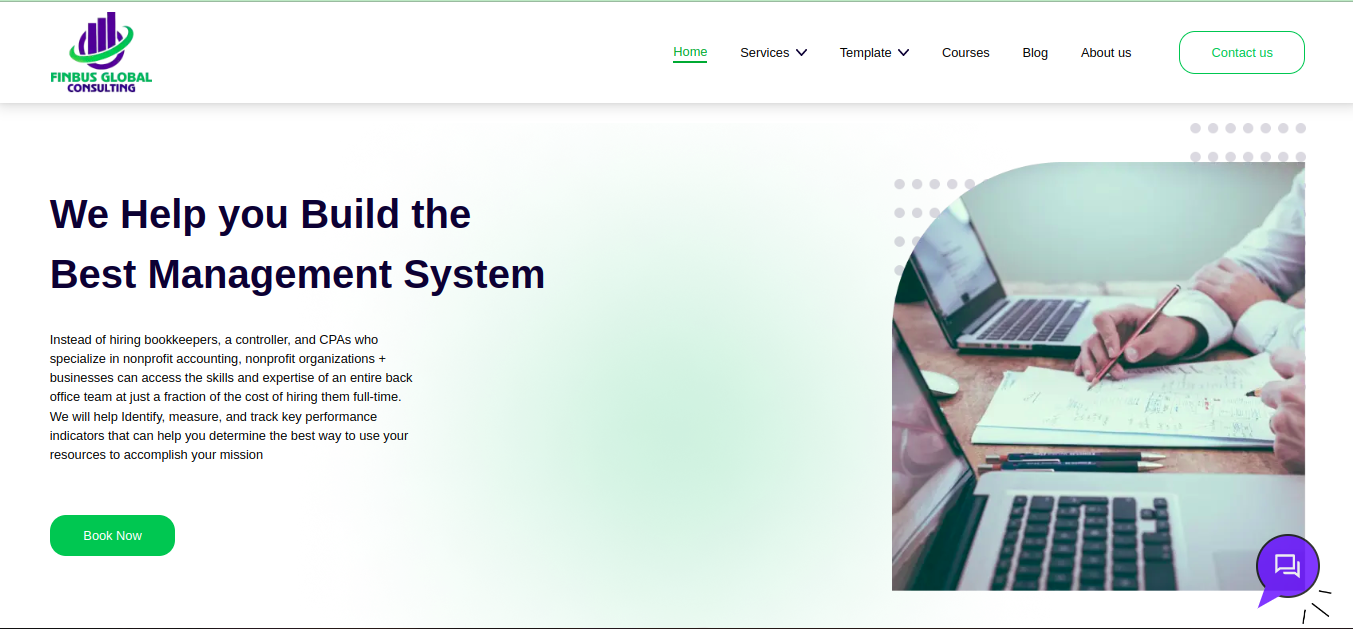 FINBUS GLOBAL
CONSULTING
Home
Services
Template
Courses
Blog
About us
Contact us
We Help you Build the
Best Management System
Instead of hiring bookkeepers, a controller, and CPAs who
specialize in nonprofit accounting, nonprofit organizations +
businesses can access the skills and expertise of an entire back
office team at just a fraction of the cost of hiring them full-time.
We will help Identify, measure, and track key performance
indicators that can help you determine the best way to use your
resources to accomplish your mission
Book Now